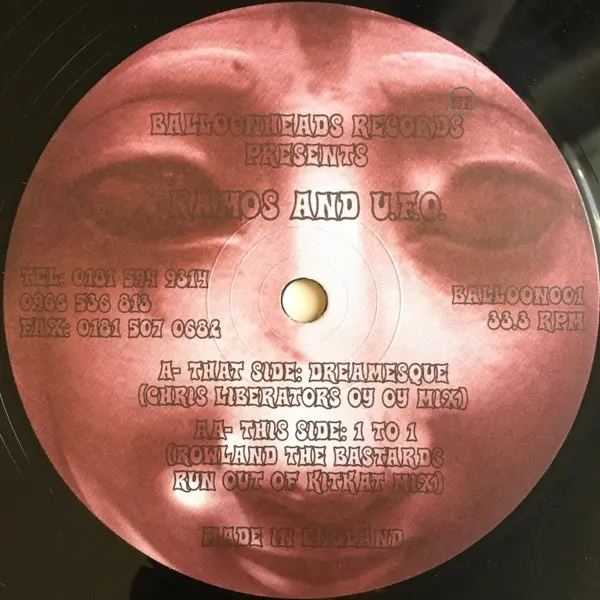 BALLOONHEADS RECORDS
PRESENTS
RAMOS AND U.F.O.
TEL: 0181 594 9314
0966 536 813
FAX: 0181 507 0682
BALLOON001
33.3 RPM
A- THAT SIDE: DREAMESQUE
(CHRIS LIBERATORS OY OY MIX)
AA- THIS SIDE: 1 TO 1
(ROWLAND THE BASTARDS
RUN OUT OF KITKAT MIX)
MADE IN ENGLAND